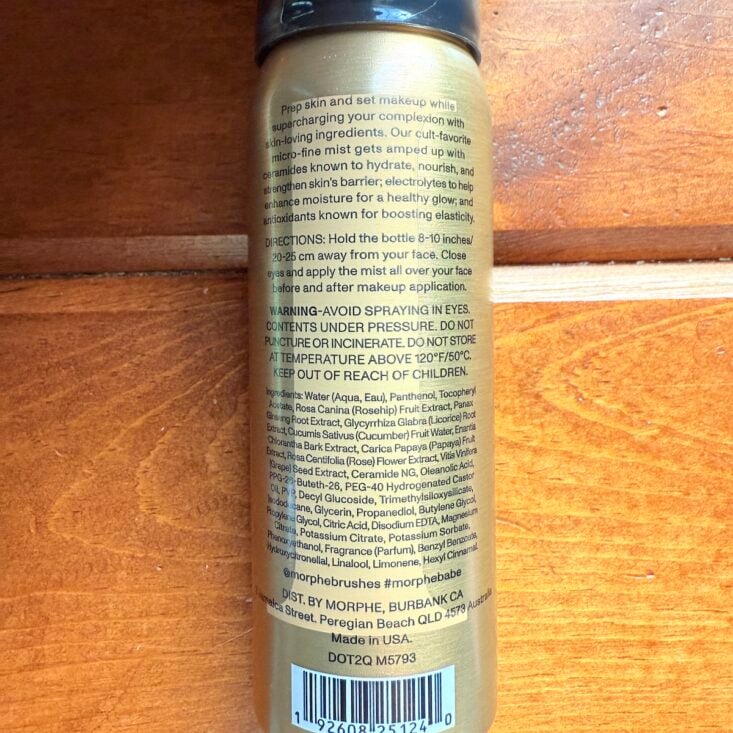 Prep skin and set makeup while
supercharging your complexion with
skin-loving ingredients. Our cult-favorite
micro-fine mist gets amped up with
ceramides known to hydrate, nourish, and
strengthen skin's barrier; electrolytes to help
enhance moisture for a healthy glow; and
antioxidants known for boosting elasticity.
DIRECTIONS: Hold the bottle 8-10 inches/
20-25 cm away from your face. Close
eyes and apply the mist all over your face
before and after makeup application.
WARNING-AVOID SPRAYING IN EYES.
CONTENTS UNDER PRESSURE. DO NOT
PUNCTURE OR INCINERATE. DO NOT STORE
AT TEMPERATURE ABOVE 120°F/50°C.
KEEP OUT OF REACH OF CHILDREN.
Ingredients: Water (Aqua, Eau), Panthenol, Tocopheryl
Acetate, Rosa Canina (Rosehip) Fruit Extract, Panax
Ginseng Root Extract, Glycyrrhiza Glabra (Licorice) Root
Extract, Cucumis Sativus (Cucumber) Fruit Water, Enantia
Chlorantha Bark Extract, Carica Papaya (Papaya) Fruit
Extract, Rosa Centifolia (Rose) Flower Extract, Vitis Vinifera
(Grape) Seed Extract, Ceramide NG, Oleanolic Acid,
PPG-26-Buteth-26, PEG-40 Hydrogenated Castor
Oil, PVP, Decyl Glucoside, Trimethylsiloxysilicate,
Isododecane, Glycerin, Propanediol, Butylene Glycol,
Propylene Glycol, Citric Acid, Disodium EDTA, Magnesium
Citrate, Potassium Citrate, Potassium Sorbate,
Phenoxyethanol, Fragrance (Parfum), Benzyl Benzoate,
Hydroxycitronellal, Linalool, Limonene, Hexyl Cinnamal.
@morphebrushes #morphebabe
DIST. BY MORPHE, BURBANK CA
Street. Peregian Beach QLD 4573 Australia
Made in USA.
DOT2Q M5793
1 92608 25124 0